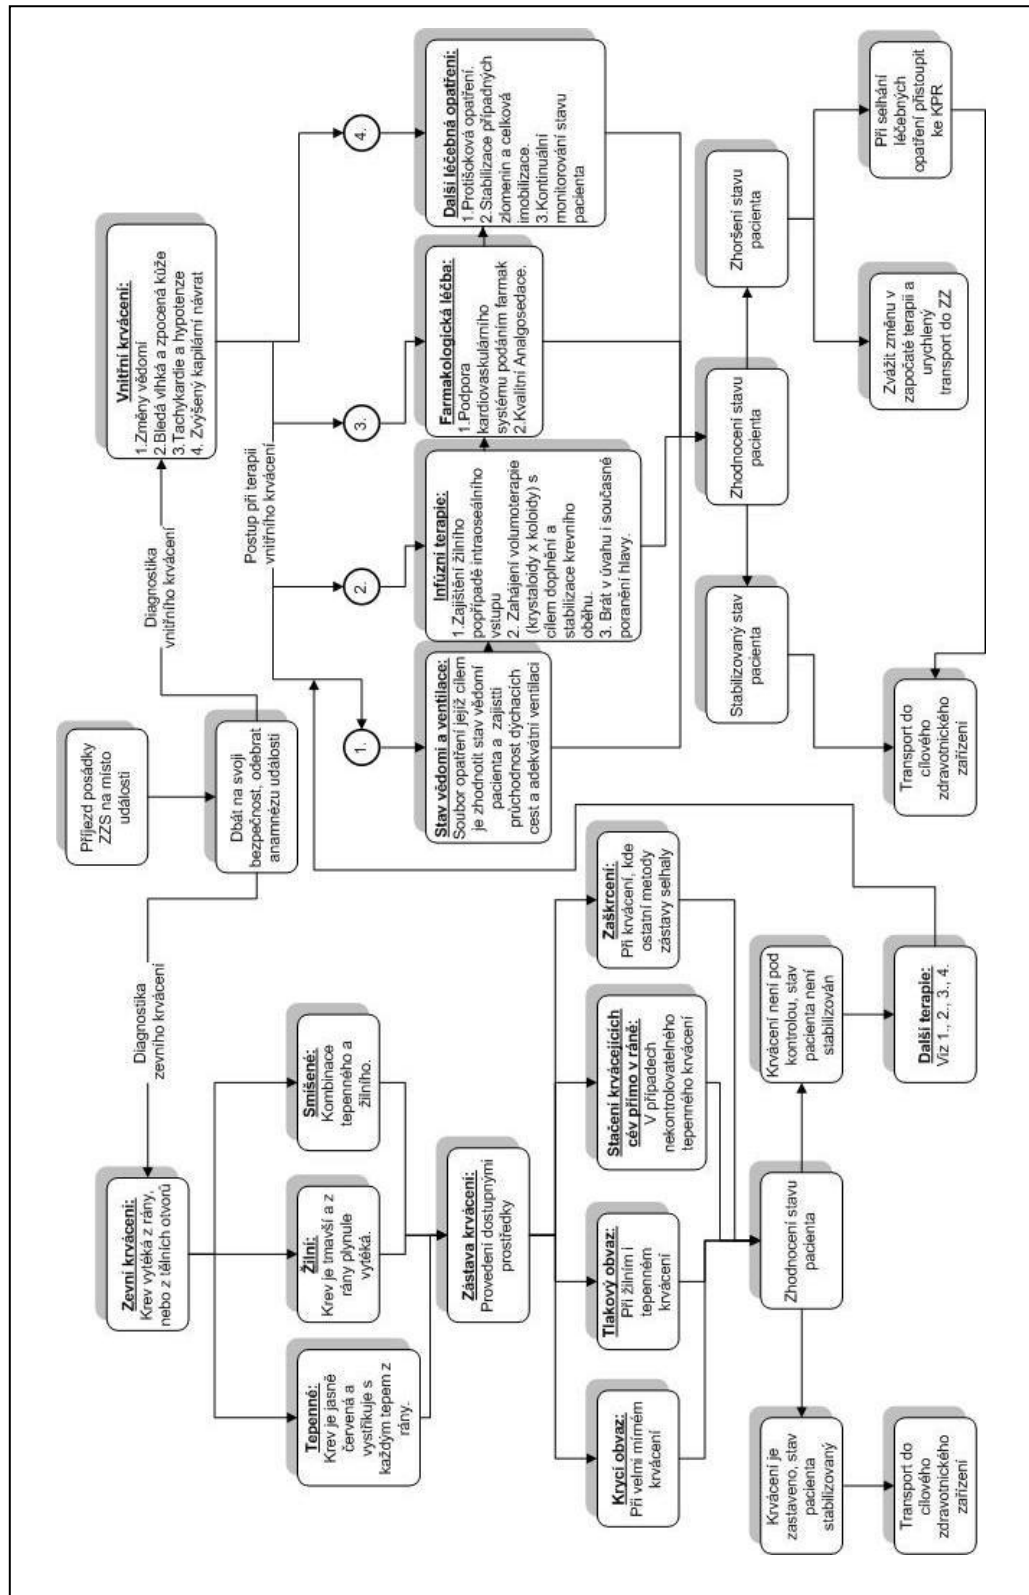 Příjezd posádky
ZZS na místo
události
Dbát na svoji
bezpečnost, odebrat
anamnézu události
Diagnostika
zevního krvácení
Diagnostika
vnitřního krvácení
Zevní krvácení:
Krev vytéká z rány,
nebo z tělních otvorů
Tepenné:
Krev je jasně
červená a
vystřikuje s
každým tepem z
rány.
Žilní:
Krev je tmavší a z
rány plynule
vytéká.
Smíšené:
Kombinace
tepenného a
žilního.
Zástava krvácení:
Provedení dostupnými
prostředky
Krycí obvaz:
Při velmi mírném
krvácení
Tlakový obvaz:
Při žilním i
tepenném
krvácení
Stačení krvácejících
cév přímo v ráně:
V případech
nekontrolovatelného
tepenného krvácení
Zaškrcení:
Při krvácení, kde
ostatní metody
zástavy selhaly
Zhodnocení stavu
pacienta
Krvácení je
zastaveno, stav
pacienta
stabilizovaný
Krvácení není pod
kontrolou, stav
pacienta není
stabilizován
Transport do
cílového
zdravotnického
zařízení
Další terapie:
Viz 1., 2., 3., 4.
Vnitřní krvácení:
1.Změny vědomí
2.Bledá vlhká a zpocená kůže
3.Tachykardie a hypotenze
4. Zvýšený kapilární návrat
Postup při terapii
vnitřního krvácení
1.
2.
3.
4.
Stav vědomí a ventilace:
Soubor opatření jejíž cílem
je zhodnotit stav vědomí
pacienta a zajistti
průchodnost dýchacích
cest a adekvátní ventilaci
Infúzní terapie:
1.Zajištění žilního
popřípadě intraoseálního
vstupu
2. Zahájení volumoterapie
(krystaloidy x koloidy) s
cílem doplnění a
stabilizace krevního
oběhu.
3. Brát v úvahu i současné
poranění hlavy.
Farmakologická léčba:
1.Podpora
kardiovaskulárního
systému podáním farmak
2.Kvalitní Analgosedace.
Další léčebná opatření:
1.Protišoková opatření.
2.Stabilizace případných
zlomenin a celková
imobilizace.
3.Kontinuální
monitorování stavu
pacienta
Zhodnocení stavu
pacienta
Stabilizovaný stav
pacienta
Zhoršení stavu
pacienta
Transport do
cílového
zdravotnického
zařízení
Zvážit změnu v
započaté terapii a
urychlený
transport do ZZ
Při selhání
léčebných
opatření přistoupit
ke KPR